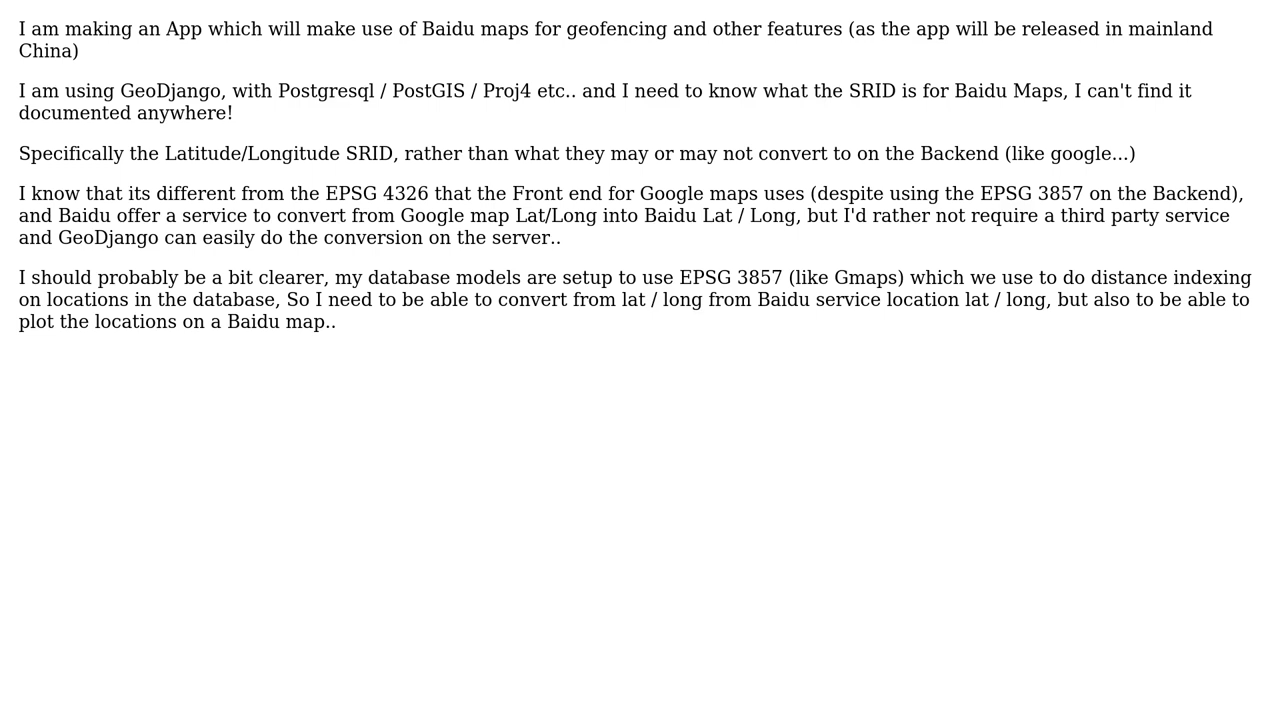 I am making an App which will make use of Baidu maps for geofencing and other features (as the app will be released in mainland
China)
I am using GeoDjango, with Postgresql / PostGIS / Proj4 etc.. and I need to know what the SRID is for Baidu Maps, I can't find it
documented anywhere!
Specifically the Latitude/Longitude SRID, rather than what they may or may not convert to on the Backend (like google...)
I know that its different from the EPSG 4326 that the Front end for Google maps uses (despite using the EPSG 3857 on the Backend),
and Baidu offer a service to convert from Google map Lat/Long into Baidu Lat / Long, but I'd rather not require a third party service
and GeoDjango can easily do the conversion on the server..
I should probably be a bit clearer, my database models are setup to use EPSG 3857 (like Gmaps) which we use to do distance indexing
on locations in the database, So I need to be able to convert from lat / long from Baidu service location lat / long, but also to be able to
plot the locations on a Baidu map..